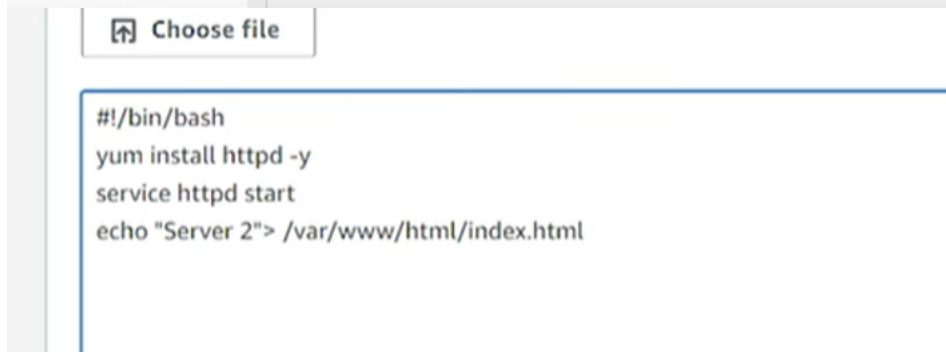 Choose file
#!/bin/bash
yum install httpd -y
service httpd start
echo "Server 2"> /var/www/html/index.html